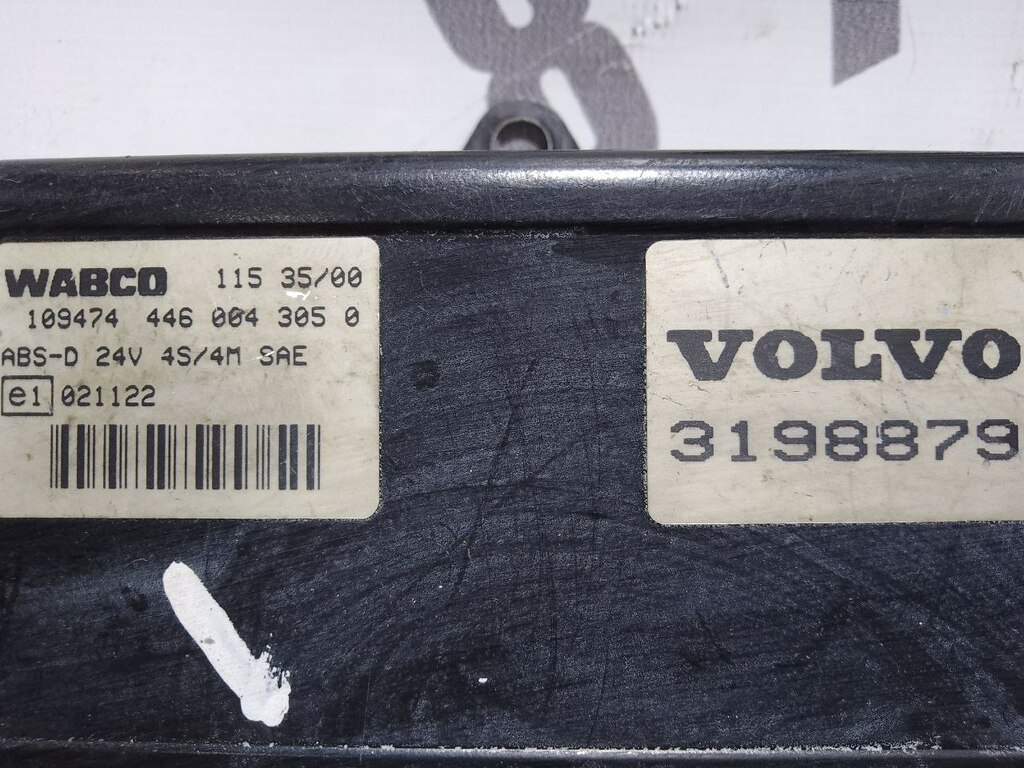 WABCO 115 35/00
109474 446 004 305 0
ABS-D 24V 4S/4M SAE
e1 021122
VOLVO
3198879